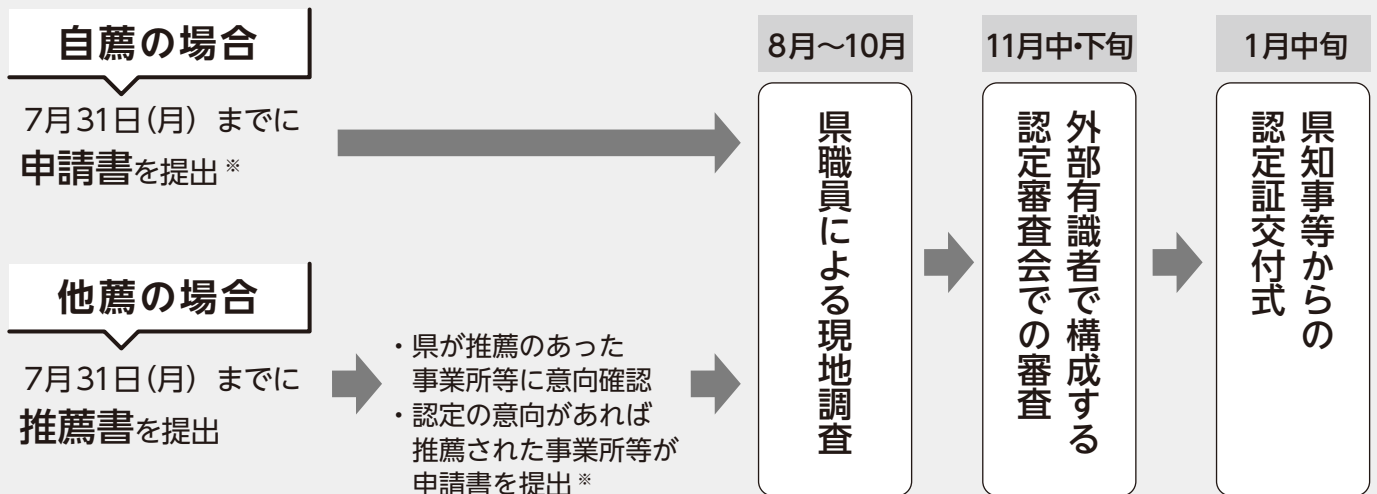 自薦の場合
7月31日(月) までに
申請書を提出※
他薦の場合
7月31日(月) までに
推薦書を提出
・県が推薦のあった
事業所等に意向確認
・認定の意向があれば
推薦された事業所等が
申請書を提出※
8月～10月
県職員による現地調査
11月中・下旬
外部有識者で構成する
認定審査会での審査
1月中旬
県知事等からの
認定証交付式